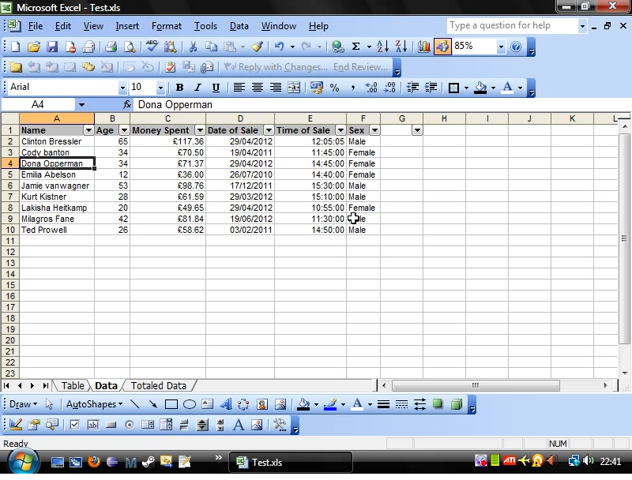 Microsoft Excel - Test.xls
File Edit View Insert Format Tools Data Window Help Type a question for help
85%
Reply with Changes... End Review...
Arial 10 B I U
A4 fx Dona Opperman
A B C D E F G H I J K L
1 Name Age Money Spent Date of Sale Time of Sale Sex
2 Clinton Bressler 65 £117.36 29/04/2012 12:05:05 Male
3 Cody banton 34 £70.50 19/04/2011 11:45:00 Female
4 Dona Opperman 34 £71.37 29/04/2012 14:45:00 Female
5 Emilia Abelson 12 £36.00 26/07/2010 14:40:00 Female
6 Jamie vanwagner 53 £98.76 17/12/2011 15:30:00 Male
7 Kurt Kistner 28 £61.59 29/03/2012 15:10:00 Male
8 Lakisha Heitkamp 20 £49.65 29/04/2012 10:55:00 Female
9 Milagros Fane 42 £81.84 19/06/2012 11:30:00
10 Ted Prowell 26 £58.62 03/02/2011 14:50:00 Male
11
12
13
14
15
16
17
18
19
20
21
22
23
Table Data Totaled Data
Draw AutoShapes
Ready NUM
Test.xls 22:41